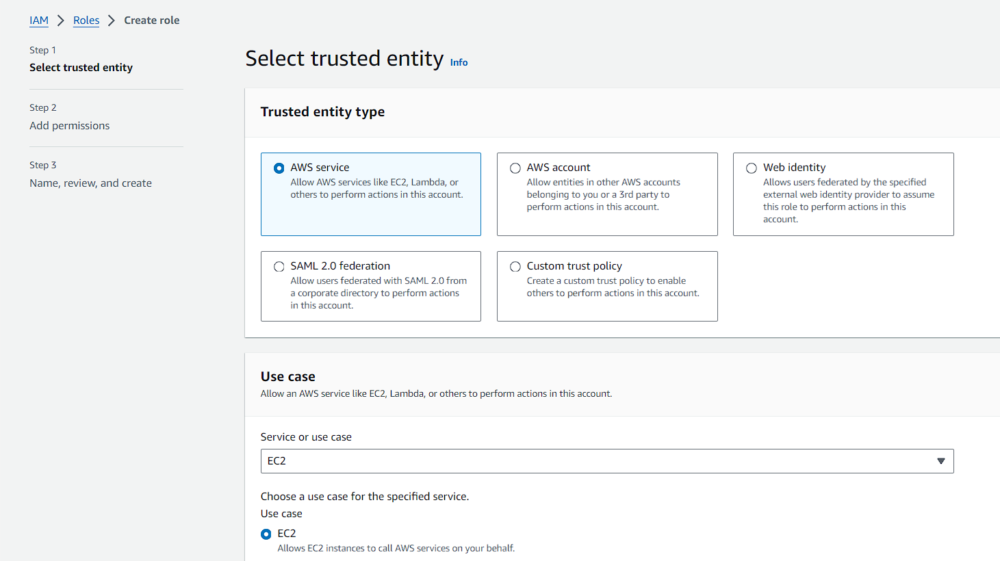 IAM > Roles > Create role
Step 1
Select trusted entity
Step 2
Add permissions
Step 3
Name, review, and create
Select trusted entity Info
Trusted entity type
AWS service
Allow AWS services like EC2, Lambda, or
others to perform actions in this account.
AWS account
Allow entities in other AWS accounts
belonging to you or a 3rd party to
perform actions in this account.
Web identity
Allows users federated by the specified
external web identity provider to assume
this role to perform actions in this
account.
SAML 2.0 federation
Allow users federated with SAML 2.0 from
a corporate directory to perform actions
in this account.
Custom trust policy
Create a custom trust policy to enable
others to perform actions in this account.
Use case
Allow an AWS service like EC2, Lambda, or others to perform actions in this account.
Service or use case
EC2
Choose a use case for the specified service.
Use case
EC2
Allows EC2 instances to call AWS services on your behalf.